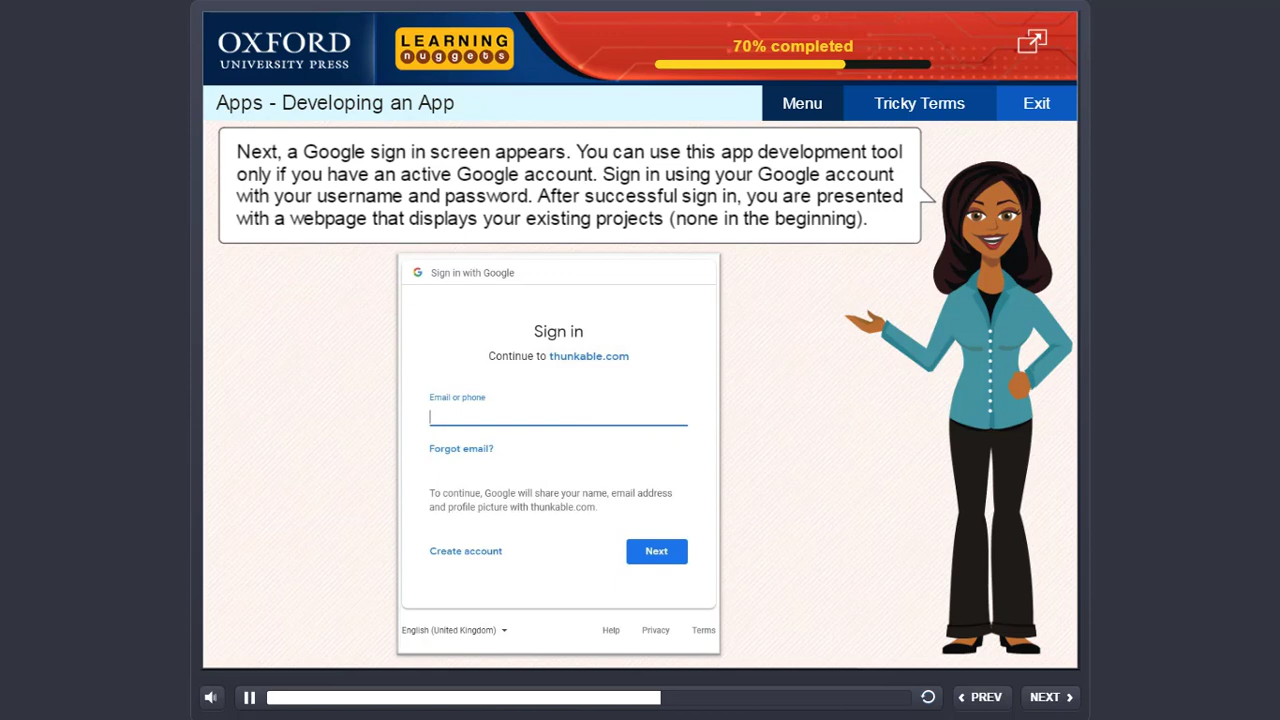 OXFORD
UNIVERSITY PRESS
LEARNING
nuggets
70% completed
Apps - Developing an App
Menu
Tricky Terms
Exit
Next, a Google sign in screen appears. You can use this app development tool
only if you have an active Google account. Sign in using your Google account
with your username and password. After successful sign in, you are presented
with a webpage that displays your existing projects (none in the beginning).
G Sign in with Google
Sign in
Continue to thunkable.com
Email or phone
Forgot email?
To continue, Google will share your name, email address
and profile picture with thunkable.com.
Create account
Next
English (United Kingdom)
Help
Privacy
Terms
PREV
NEXT